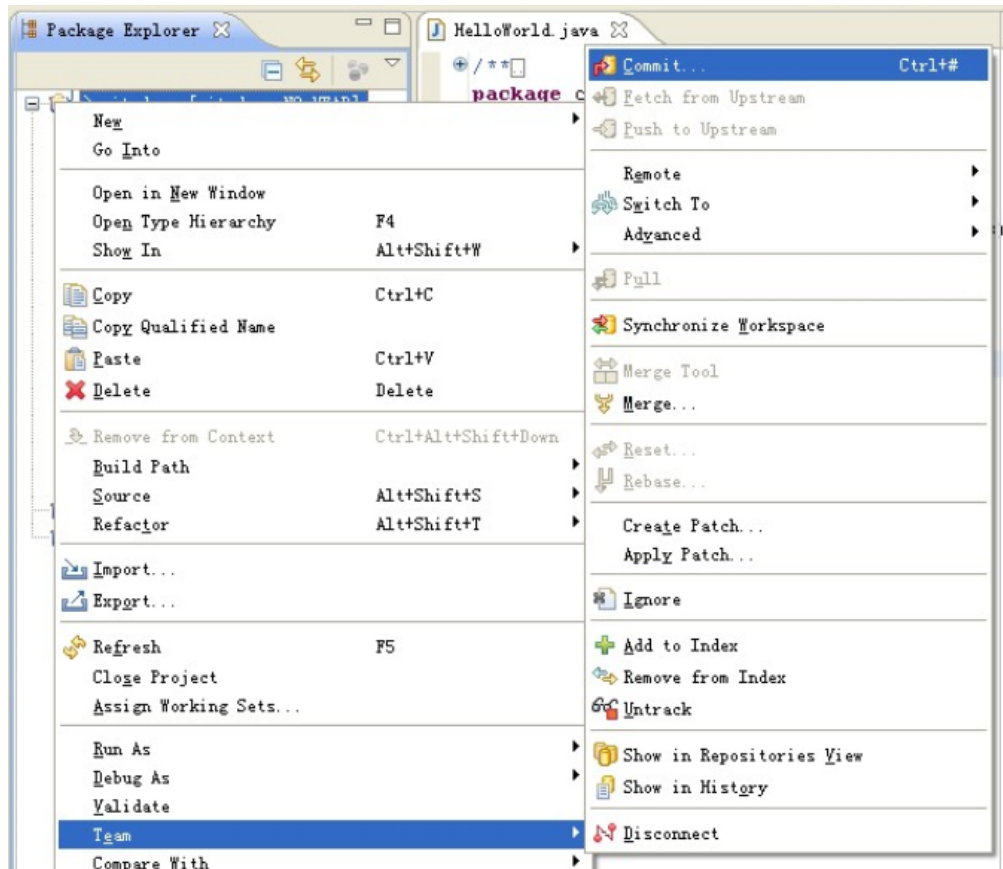 Package Explorer
HelloWorld.java
/**
package c
New
Go Into
Open in New Window
Open Type Hierarchy F4
Show In Alt+Shift+W
Copy Ctrl+C
Copy Qualified Name
Paste Ctrl+V
Delete Delete
Remove from Context Ctrl+Alt+Shift+Down
Build Path
Source Alt+Shift+S
Refactor Alt+Shift+T
Import...
Export...
Refresh F5
Close Project
Assign Working Sets...
Run As
Debug As
Validate
Team
Compare With
Commit... Ctrl+#
Fetch from Upstream
Push to Upstream
Remote
Switch To
Advanced
Pull
Synchronize Workspace
Merge Tool
Merge...
Reset...
Rebase...
Create Patch...
Apply Patch...
Ignore
Add to Index
Remove from Index
Untrack
Show in Repositories View
Show in History
Disconnect